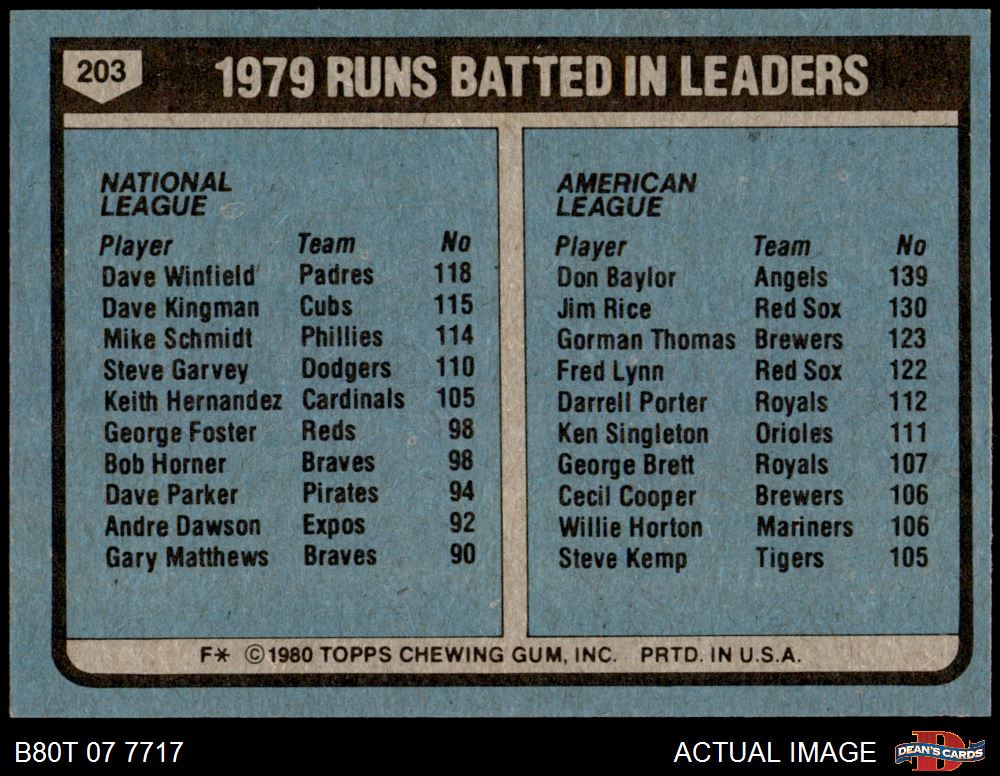 203
1979 RUNS BATTED IN LEADERS
NATIONAL
LEAGUE
Player Team No
Dave Winfield Padres 118
Dave Kingman Cubs 115
Mike Schmidt Phillies 114
Steve Garvey Dodgers 110
Keith Hernandez Cardinals 105
George Foster Reds 98
Bob Horner Braves 98
Dave Parker Pirates 94
Andre Dawson Expos 92
Gary Matthews Braves 90
AMERICAN
LEAGUE
Player Team No
Don Baylor Angels 139
Jim Rice Red Sox 130
Gorman Thomas Brewers 123
Fred Lynn Red Sox 122
Darrell Porter Royals 112
Ken Singleton Orioles 111
George Brett Royals 107
Cecil Cooper Brewers 106
Willie Horton Mariners 106
Steve Kemp Tigers 105
F* ©1980 TOPPS CHEWING GUM, INC. PRTD. IN U.S.A.
B80T 07 7717
ACTUAL IMAGE
D
DEAN'S CARDS